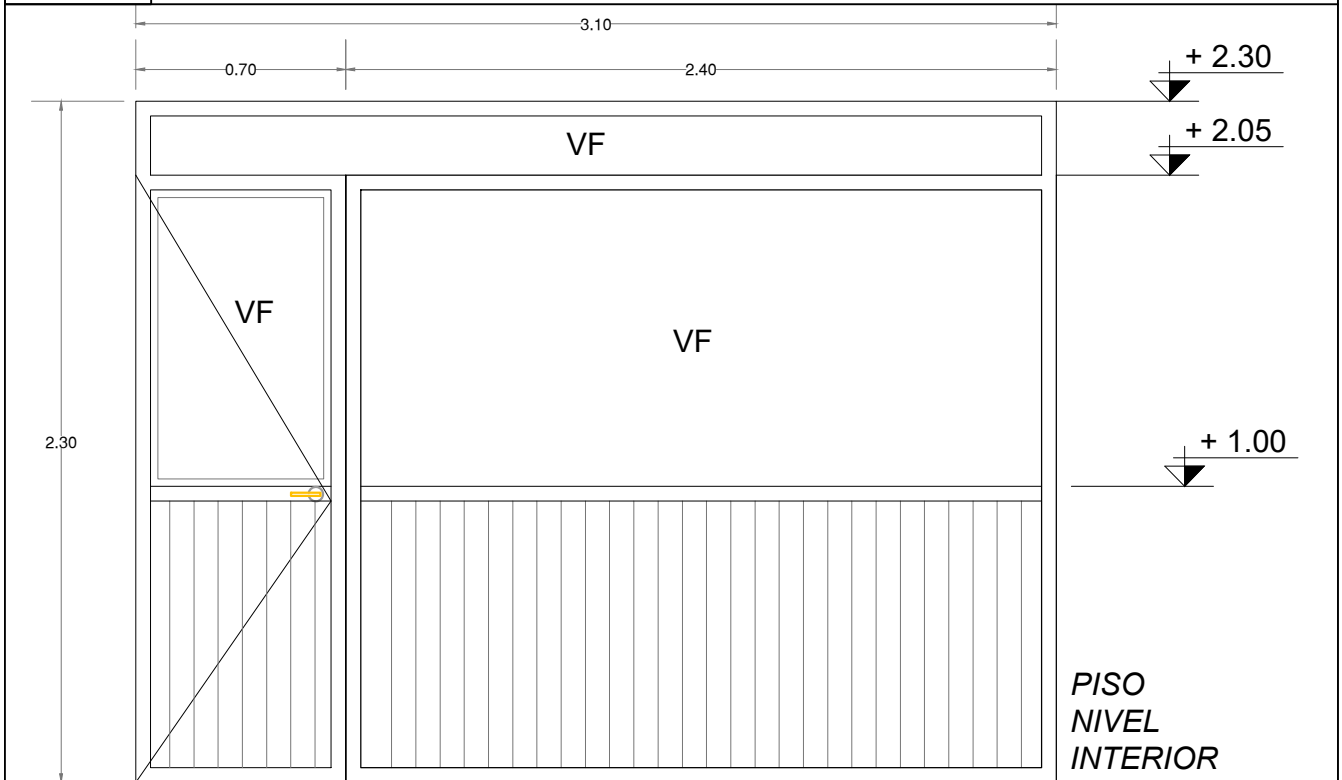 3.10
0.70
2.40
+ 2.30
+ 2.05
VF
VF
VF
2.30
+ 1.00
PISO
NIVEL
INTERIOR